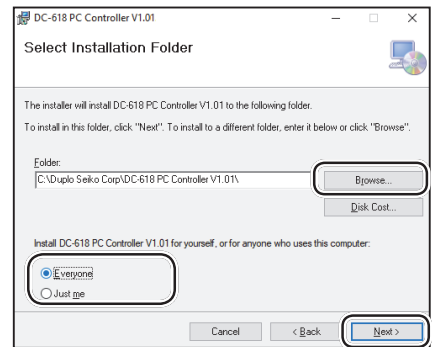 DC-618 PC Controller V1.01
Select Installation Folder
The installer will install DC-618 PC Controller V1.01 to the following folder.
To install in this folder, click "Next". To install to a different folder, enter it below or click "Browse".
Folder:
C:\Duplo Seiko Corp\DC-618 PC Controller V1.01\
Browse...
Disk Cost...
Install DC-618 PC Controller V1.01 for yourself, or for anyone who uses this computer:
Everyone
Just me
Cancel
< Back
Next >